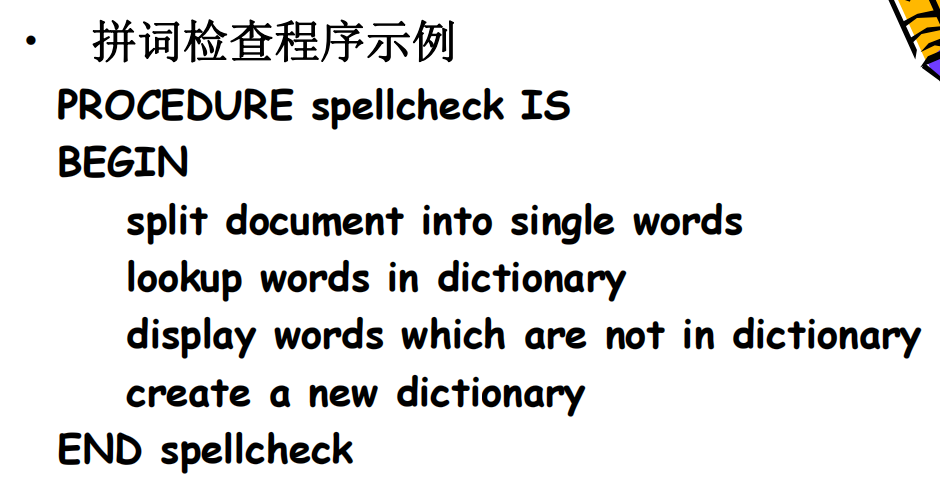 • 拼词检查程序示例
PROCEDURE spellcheck IS
BEGIN
split document into single words
lookup words in dictionary
display words which are not in dictionary
create a new dictionary
END spellcheck